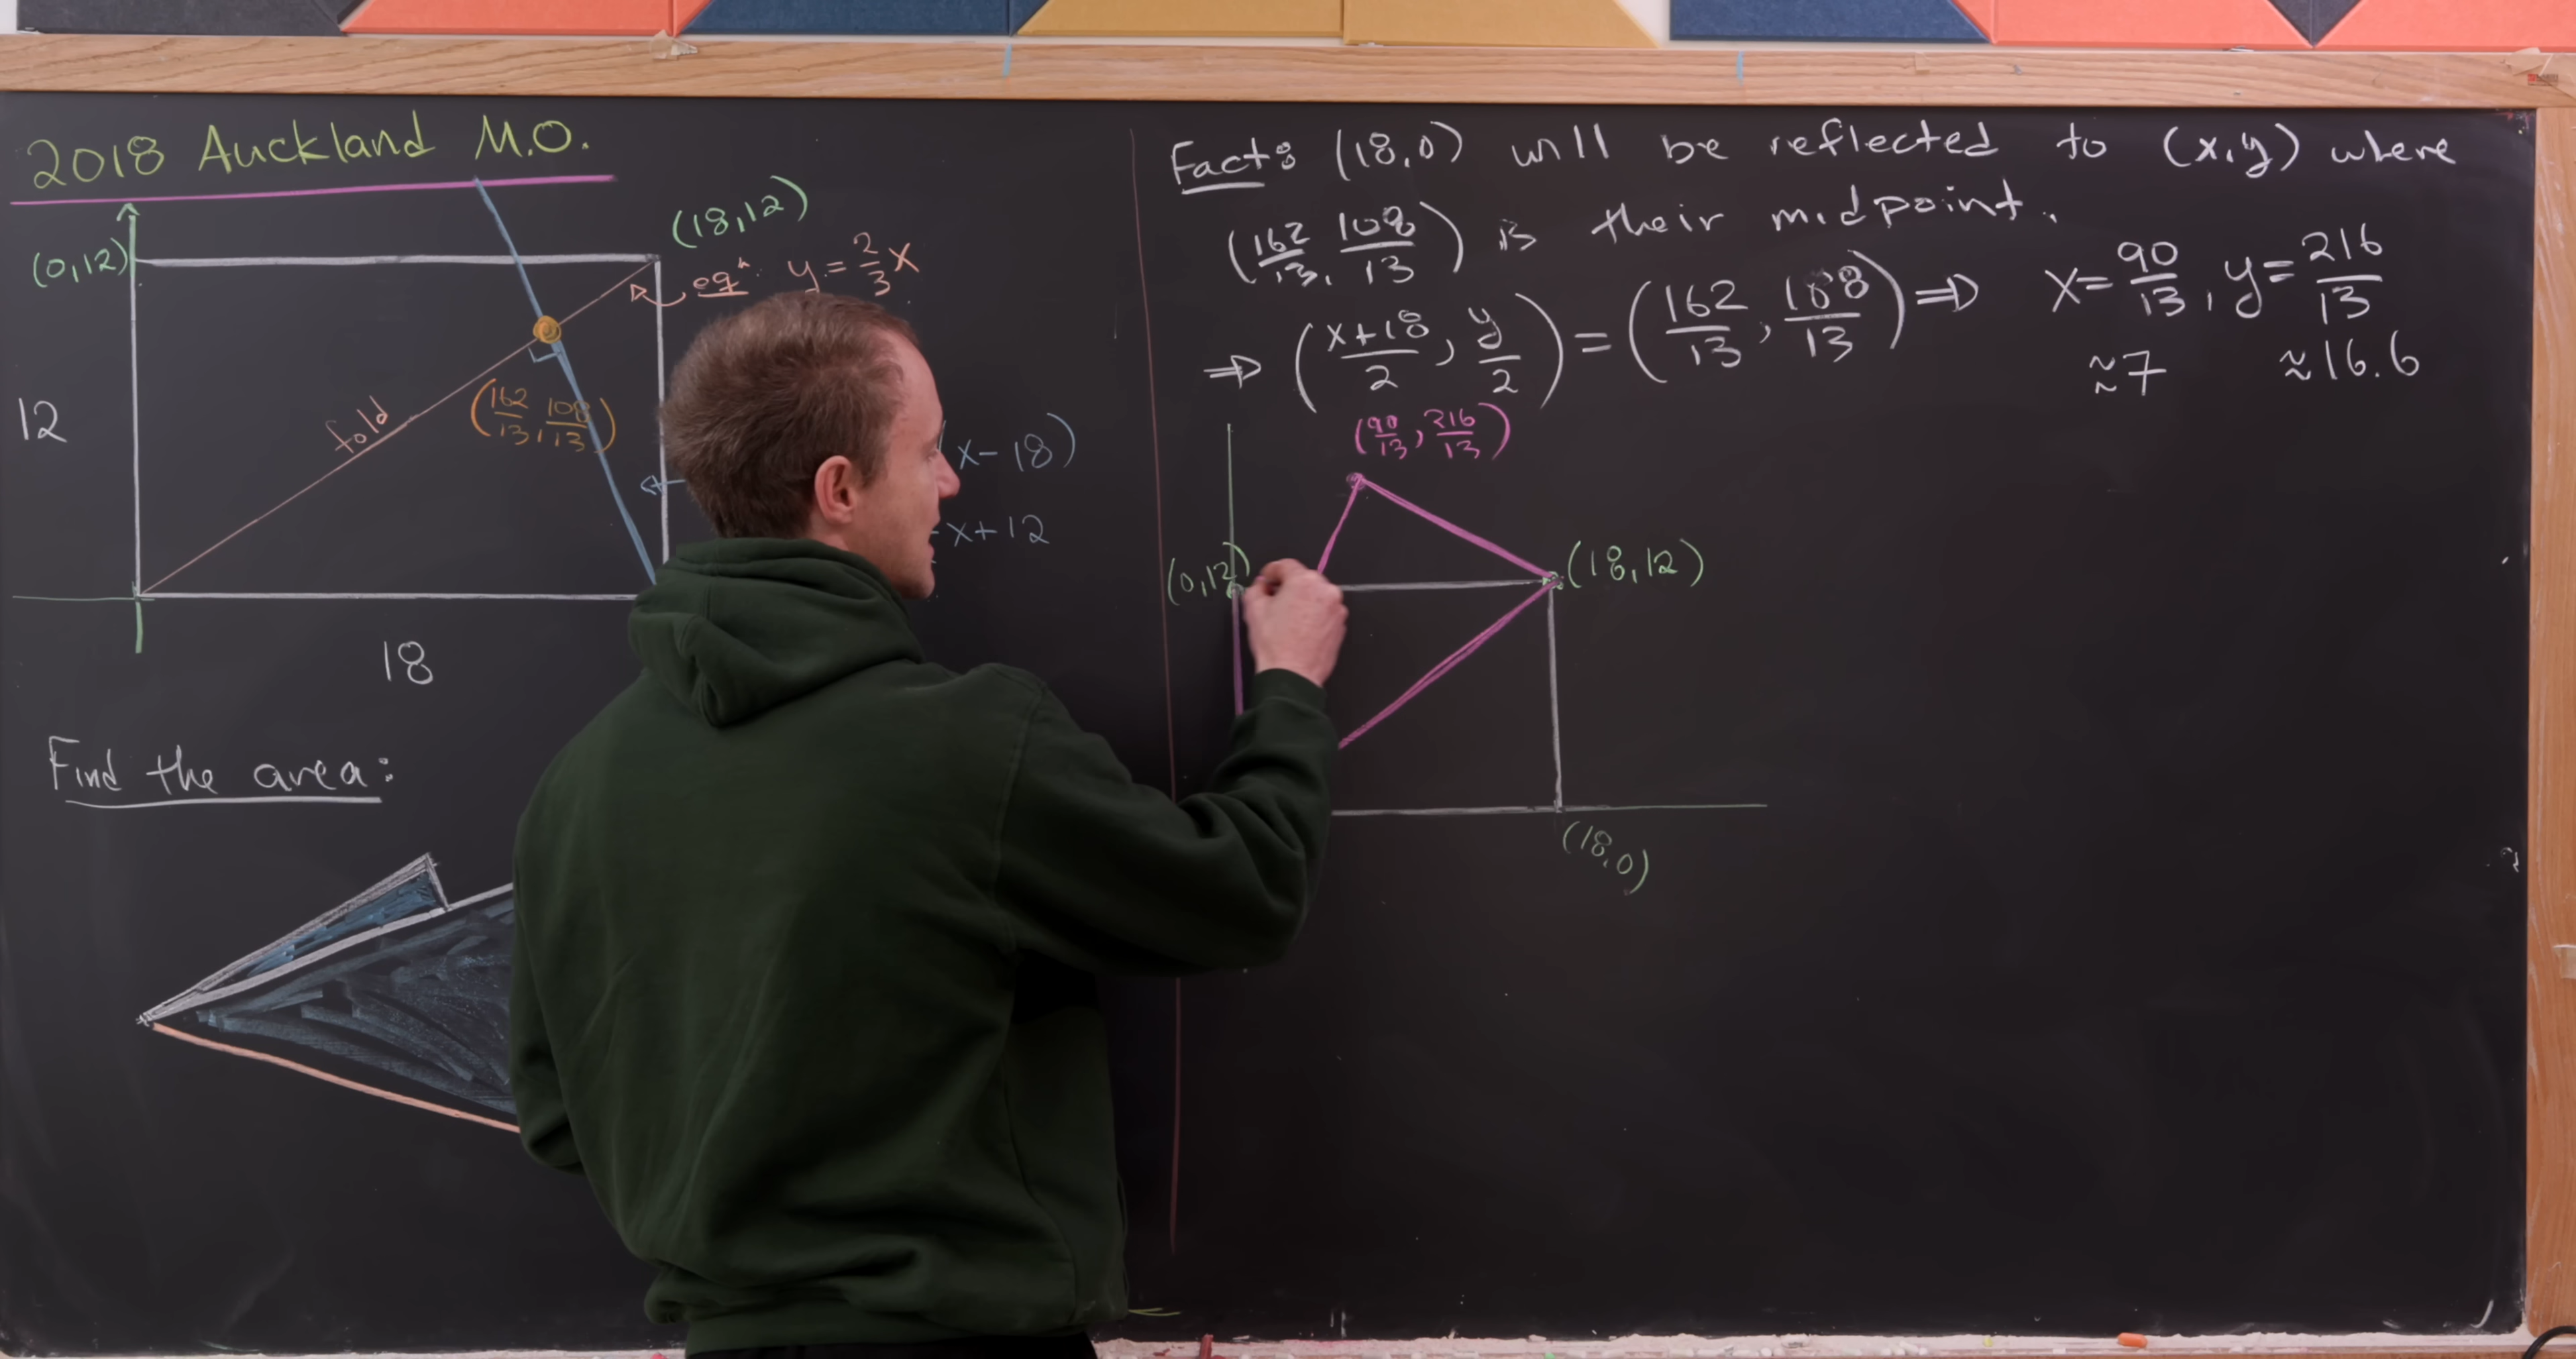 2018 Auckland M.O.
(0,12)
(18,12)
eqⁿ: y = 2/3 x
12
fold
(162/13, 108/13)
x - 18)
x + 12
18
Find the area:
Fact: (18,0) will be reflected to (x,y) where
(162/13, 108/13) is their midpoint.
⇒ ((x+18)/2, y/2) = (162/13, 108/13) ⇒ x = 90/13, y = 216/13
≈7 ≈16.6
(90/13, 216/13)
(0,12)
(18,12)
(18,0)